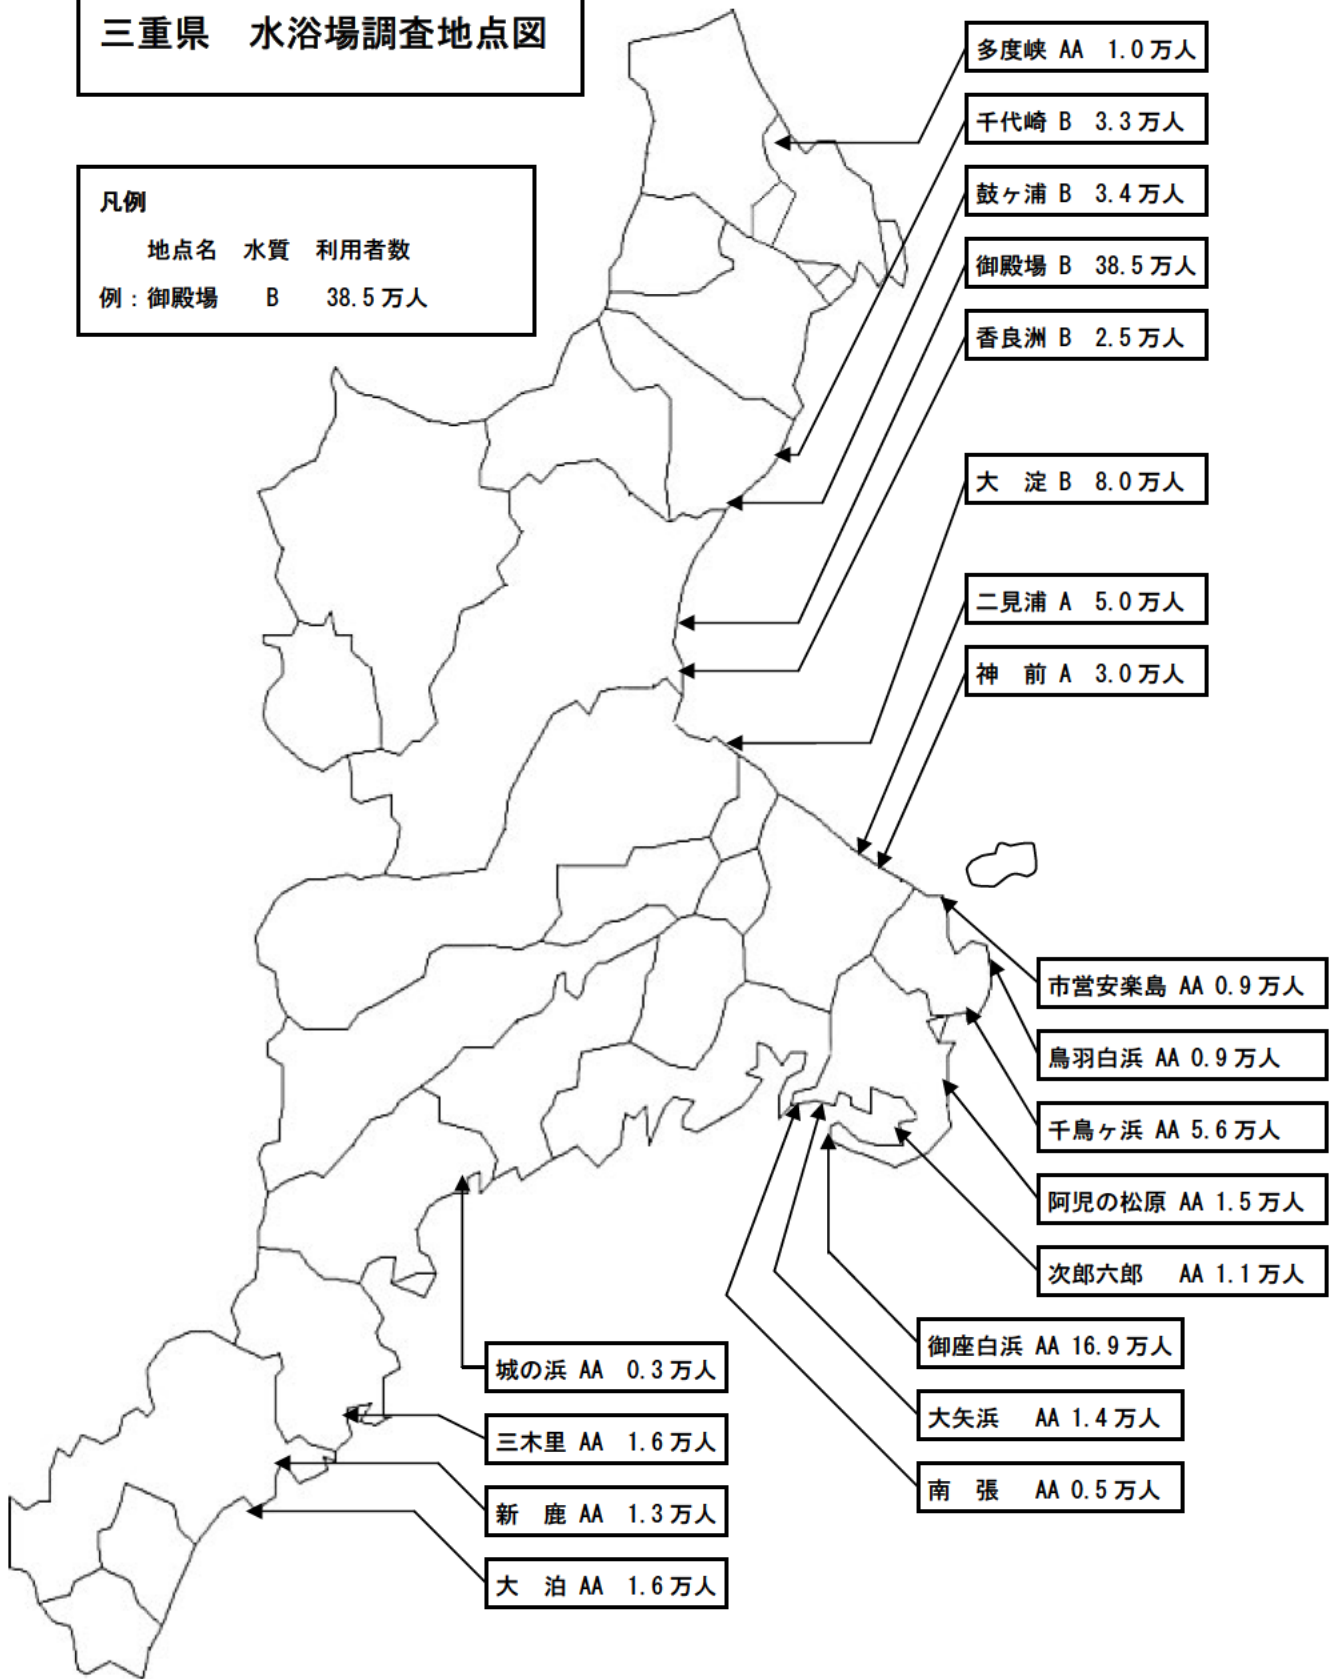 三重県　水浴場調査地点図
凡例
地点名　水質　利用者数
例：御殿場　B　38.5万人
多度峡 AA 1.0万人
千代崎 B 3.3万人
鼓ヶ浦 B 3.4万人
御殿場 B 38.5万人
香良洲 B 2.5万人
大　淀 B 8.0万人
二見浦 A 5.0万人
神　前 A 3.0万人
市営安楽島 AA 0.9万人
鳥羽白浜 AA 0.9万人
千鳥ヶ浜 AA 5.6万人
阿児の松原 AA 1.5万人
次郎六郎 AA 1.1万人
御座白浜 AA 16.9万人
大矢浜 AA 1.4万人
南　張 AA 0.5万人
城の浜 AA 0.3万人
三木里 AA 1.6万人
新　鹿 AA 1.3万人
大　泊 AA 1.6万人